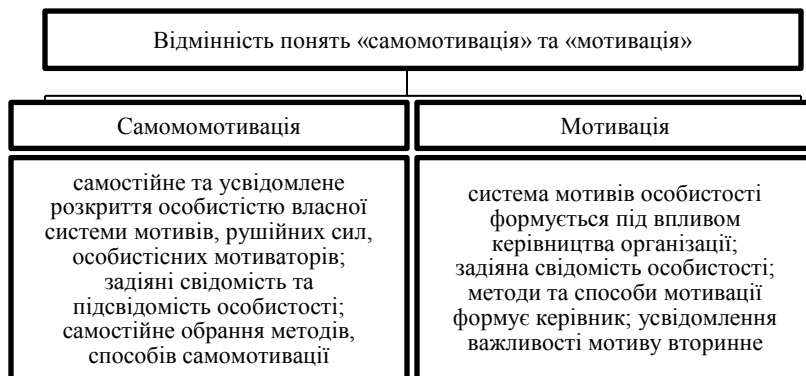 Відмінність понять «самомотивація» та «мотивація»
Самомомотивація
Мотивація
самостійне та усвідомлене
розкриття особистістю власної
системи мотивів, рушійних сил,
особистісних мотиваторів;
задіяні свідомість та
підсвідомість особистості;
самостійне обрання методів,
способів самомотивації
система мотивів особистості
формується під впливом
керівництва організації;
задіяна свідомість особистості;
методи та способи мотивації
формує керівник; усвідомлення
важливості мотиву вторинне